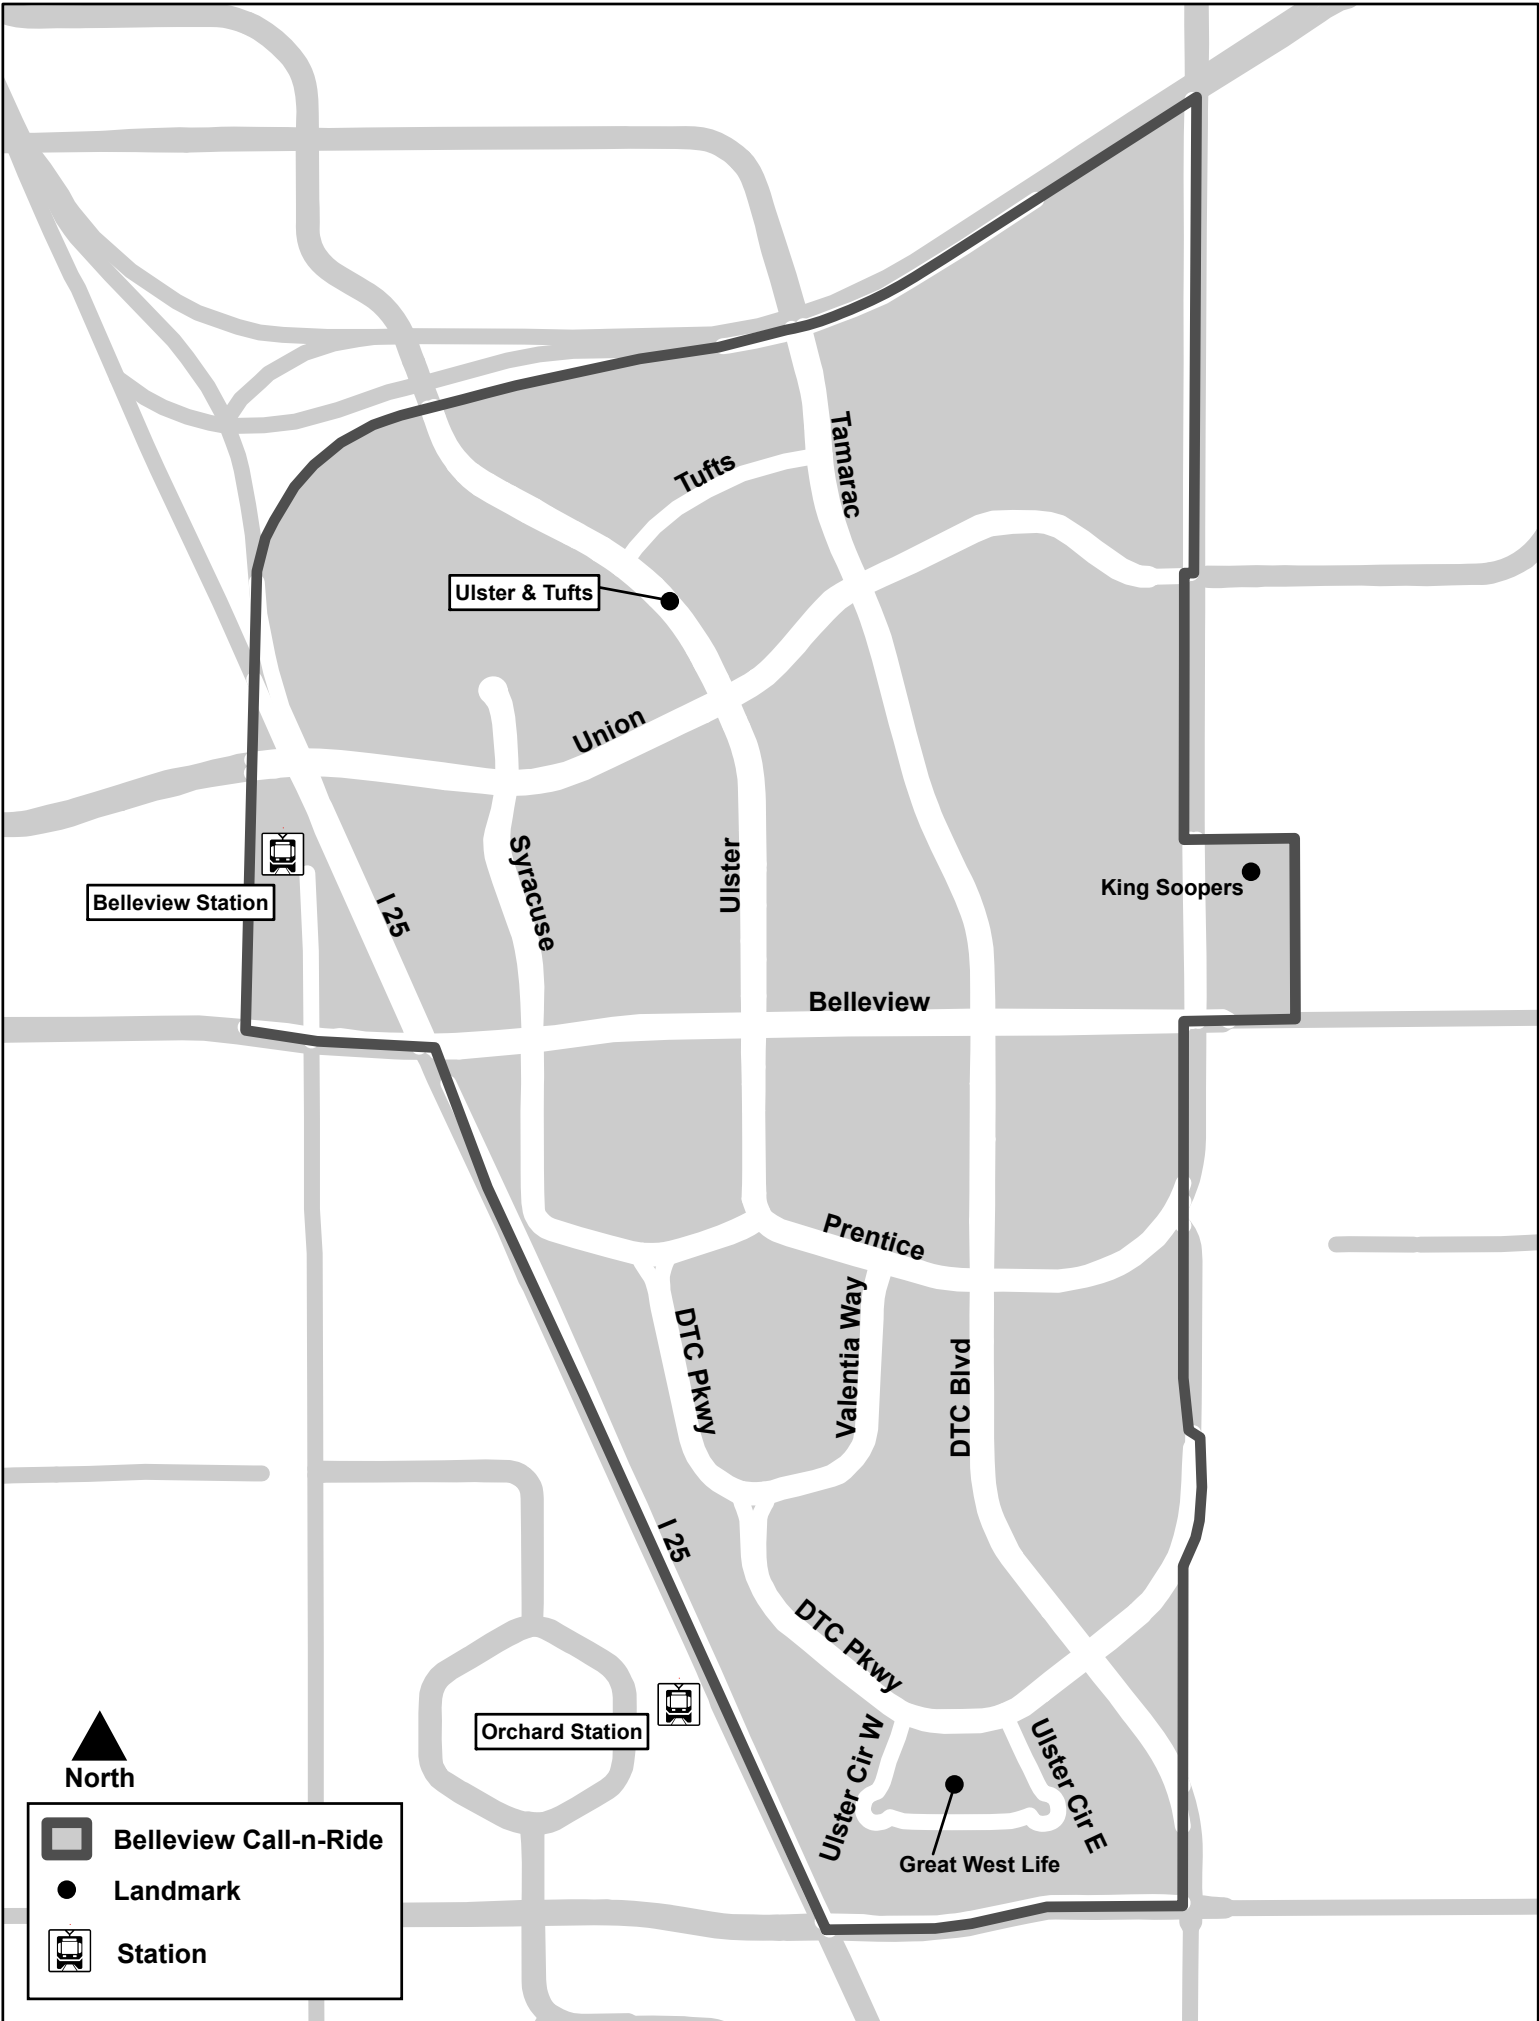 Tufts
Tamarac
Ulster & Tufts
Union
Syracuse
Ulster
King Soopers
Belleview Station
I 25
Belleview
Prentice
DTC Pkwy
Valentia Way
DTC Blvd
I 25
DTC Pkwy
Orchard Station
Ulster Cir W
Ulster Cir E
Great West Life
North
Belleview Call-n-Ride
Landmark
Station